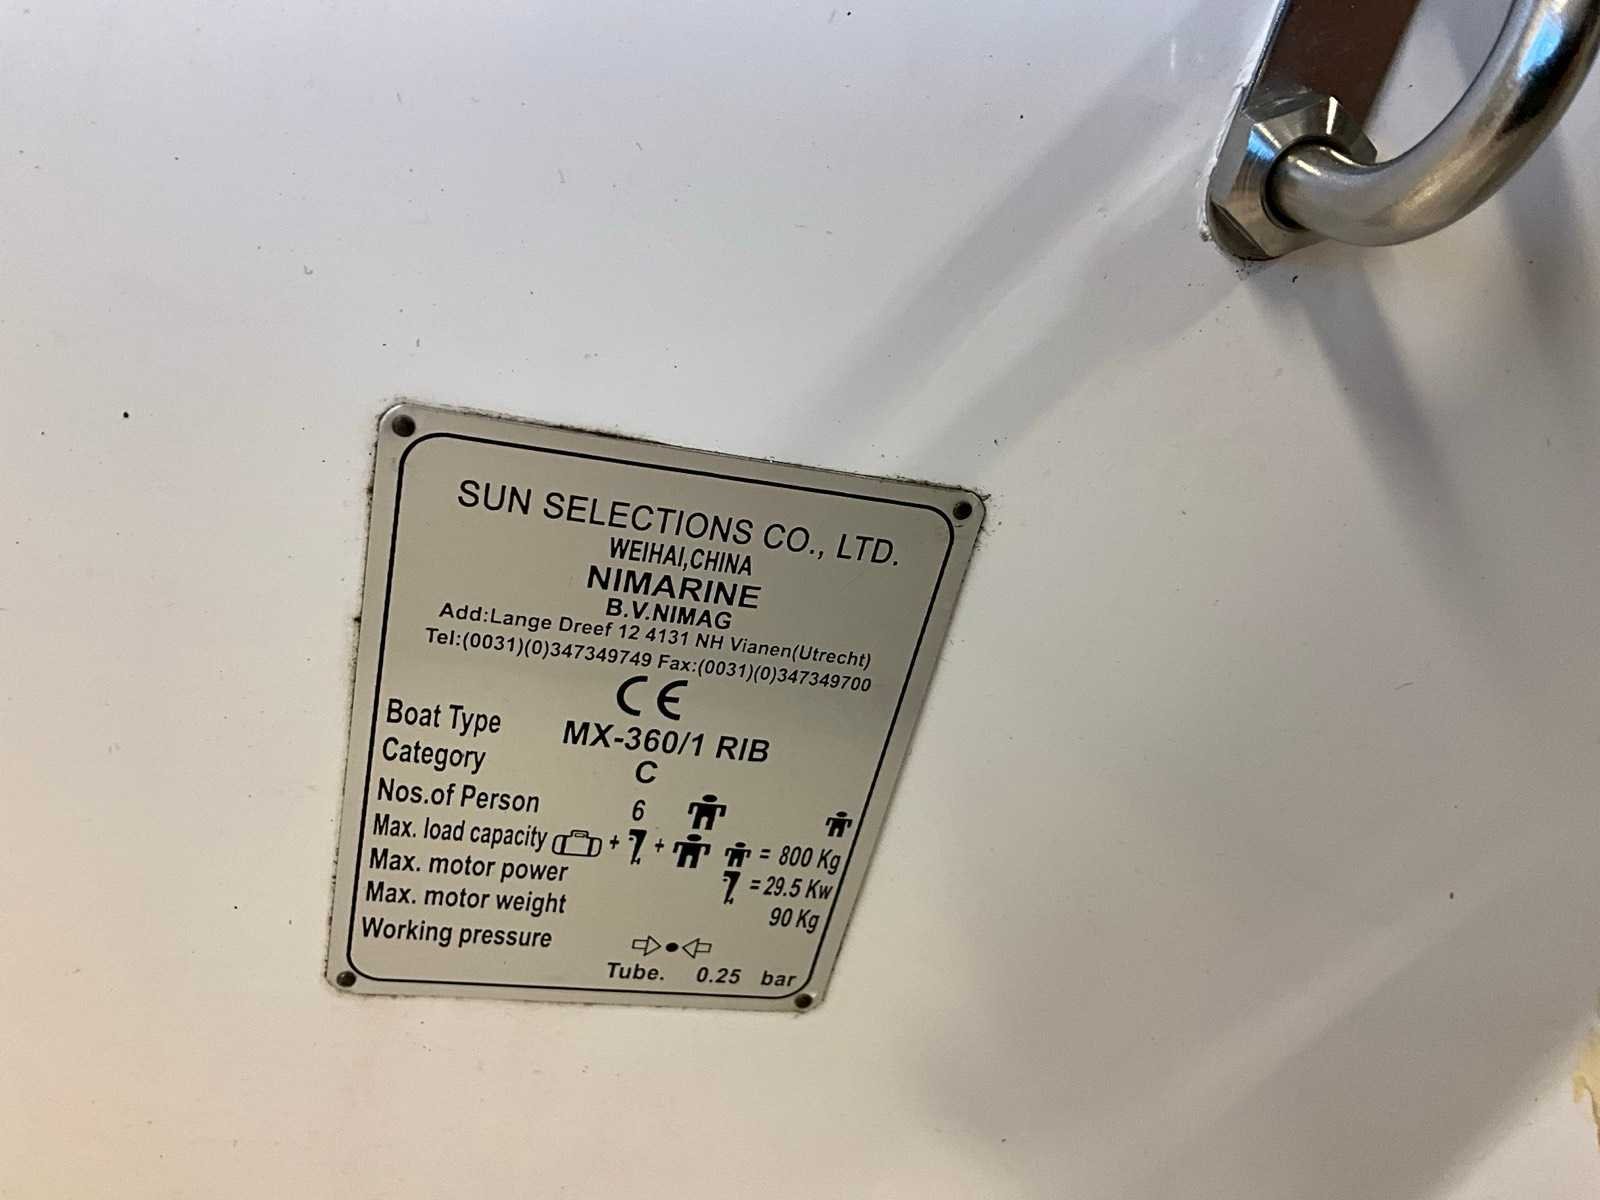 SUN SELECTIONS CO., LTD.
WEIHAI,CHINA
NIMARINE
B.V.NIMAG
Add:Lange Dreef 12 4131 NH Vianen(Utrecht)
Tel:(0031)(0)347349749 Fax:(0031)(0)347349700
CE
Boat Type MX-360/1 RIB
Category C
Nos.of Person 6
Max. load capacity + + = 800 Kg
Max. motor power = 29.5 Kw
Max. motor weight 90 Kg
Working pressure
Tube. 0.25 bar